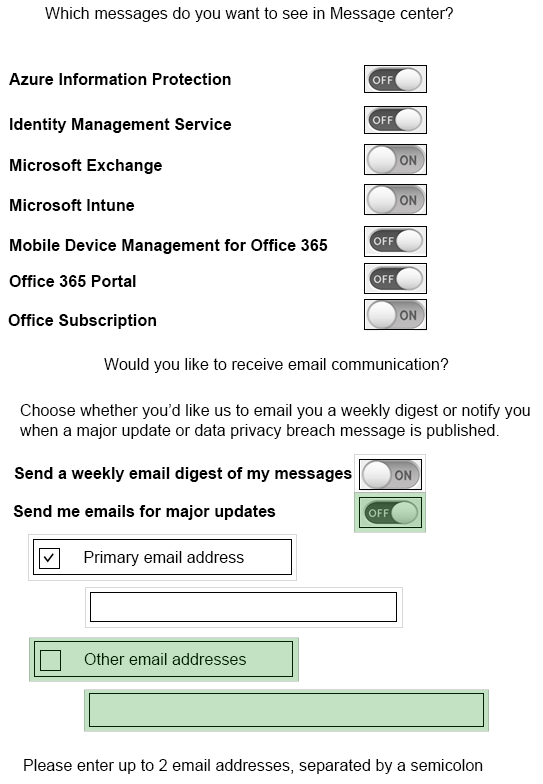 Which messages do you want to see in Message center?
Azure Information Protection OFF
Identity Management Service OFF
Microsoft Exchange ON
Microsoft Intune ON
Mobile Device Management for Office 365 OFF
Office 365 Portal OFF
Office Subscription ON
Would you like to receive email communication?
Choose whether you’d like us to email you a weekly digest or notify you
when a major update or data privacy breach message is published.
Send a weekly email digest of my messages ON
Send me emails for major updates OFF
Primary email address
Other email addresses
Please enter up to 2 email addresses, separated by a semicolon